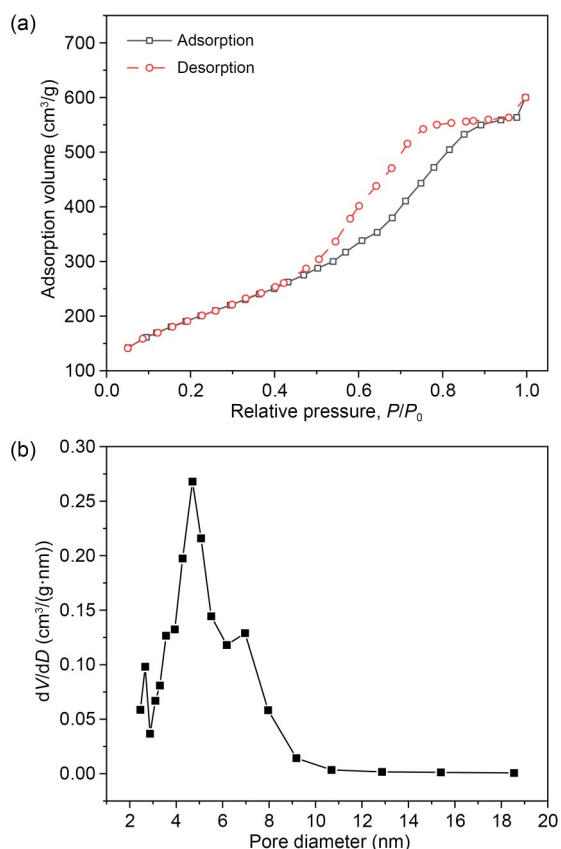 (a)
700
600
500
400
300
200
100
Adsorption volume (cm³/g)
Adsorption
Desorption
0.0 0.2 0.4 0.6 0.8 1.0
Relative pressure, P/P₀
(b)
0.30
0.25
0.20
0.15
0.10
0.05
0.00
dV/dD (cm³/(g·nm))
2 4 6 8 10 12 14 16 18 20
Pore diameter (nm)